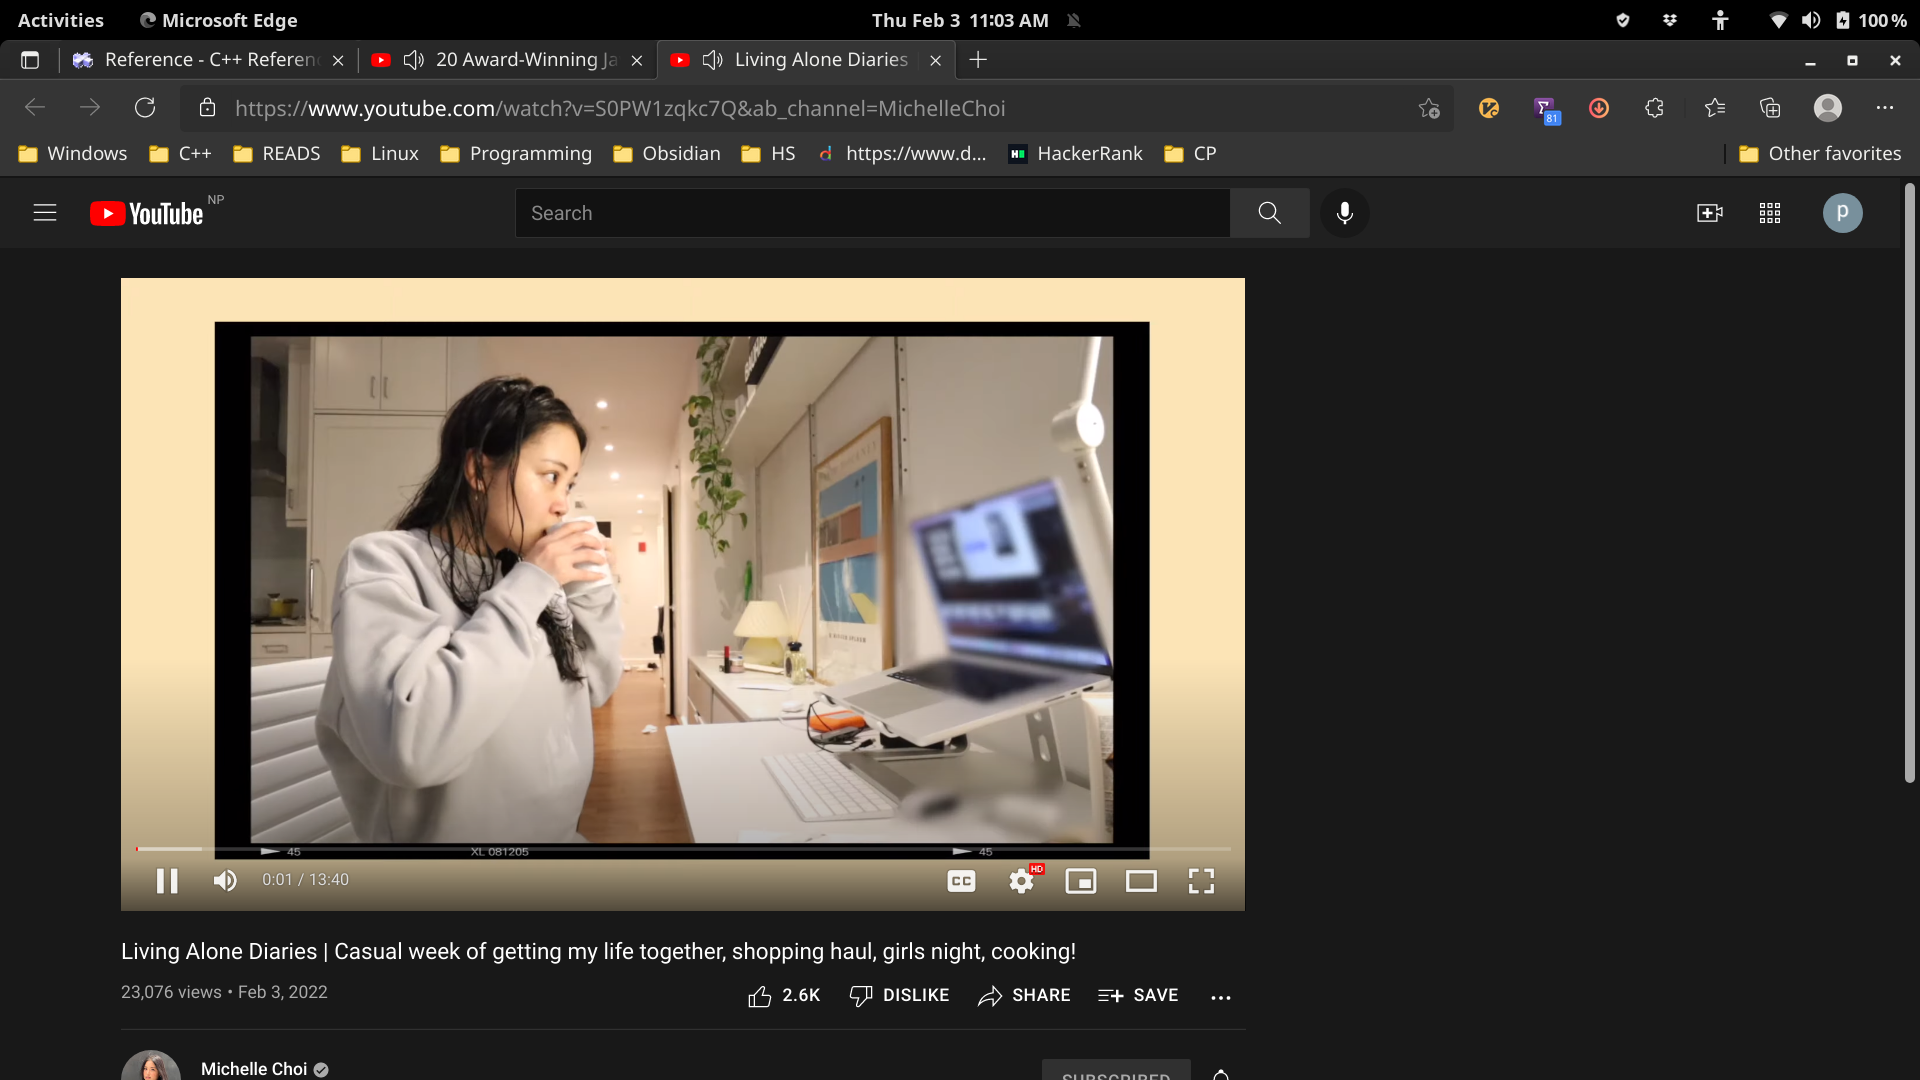 Activities Microsoft Edge Thu Feb 3 11:03 AM 100 %
Reference - C++ Referen 20 Award-Winning Ja Living Alone Diaries
https://www.youtube.com/watch?v=S0PW1zqkc7Q&ab_channel=MichelleChoi 81
Windows C++ READS Linux Programming Obsidian HS https://www.d... HackerRank CP Other favorites
YouTube NP Search p
45 XL 081205 45
0:01 / 13:40 CC HD
Living Alone Diaries | Casual week of getting my life together, shopping haul, girls night, cooking!
23,076 views • Feb 3, 2022 2.6K DISLIKE SHARE SAVE
Michelle Choi SUBSCRIBED